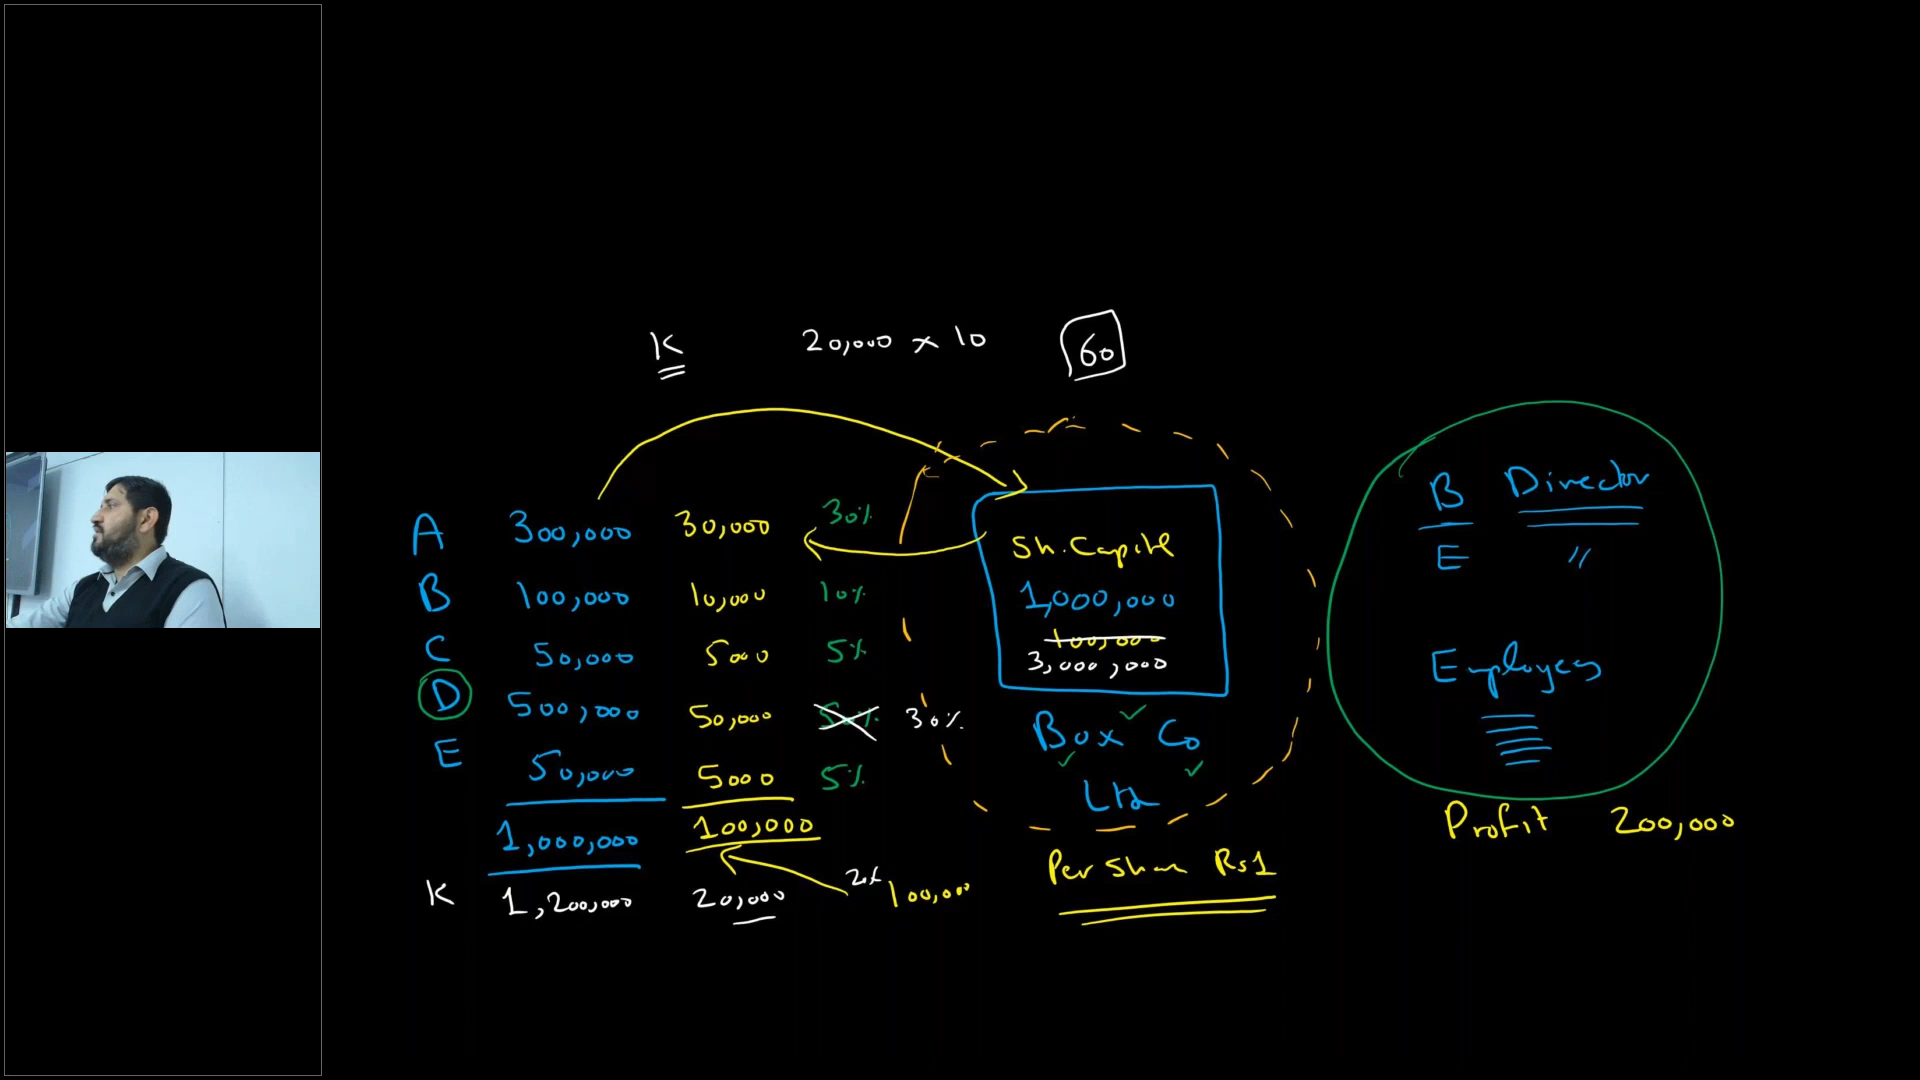 K 20,000 x 10 60
A 300,000 30,000 30%
B 100,000 10,000 10%
C 50,000 5000 5%
D 500,000 50,000 50% 30%
E 50,000 5000 5%
1,000,000 100,000
K 1,200,000 20,000 100,000
Sh. Capital
1,000,000
100,000
3,000,000
Box Co
Ltd
Per Share Rs1
B Director
E "
Employees
Profit 200,000